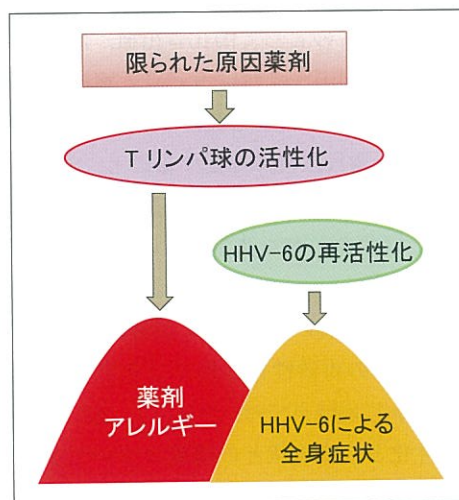 限られた原因薬剤
Tリンパ球の活性化
HHV-6の再活性化
薬剤
アレルギー
HHV-6による
全身症状